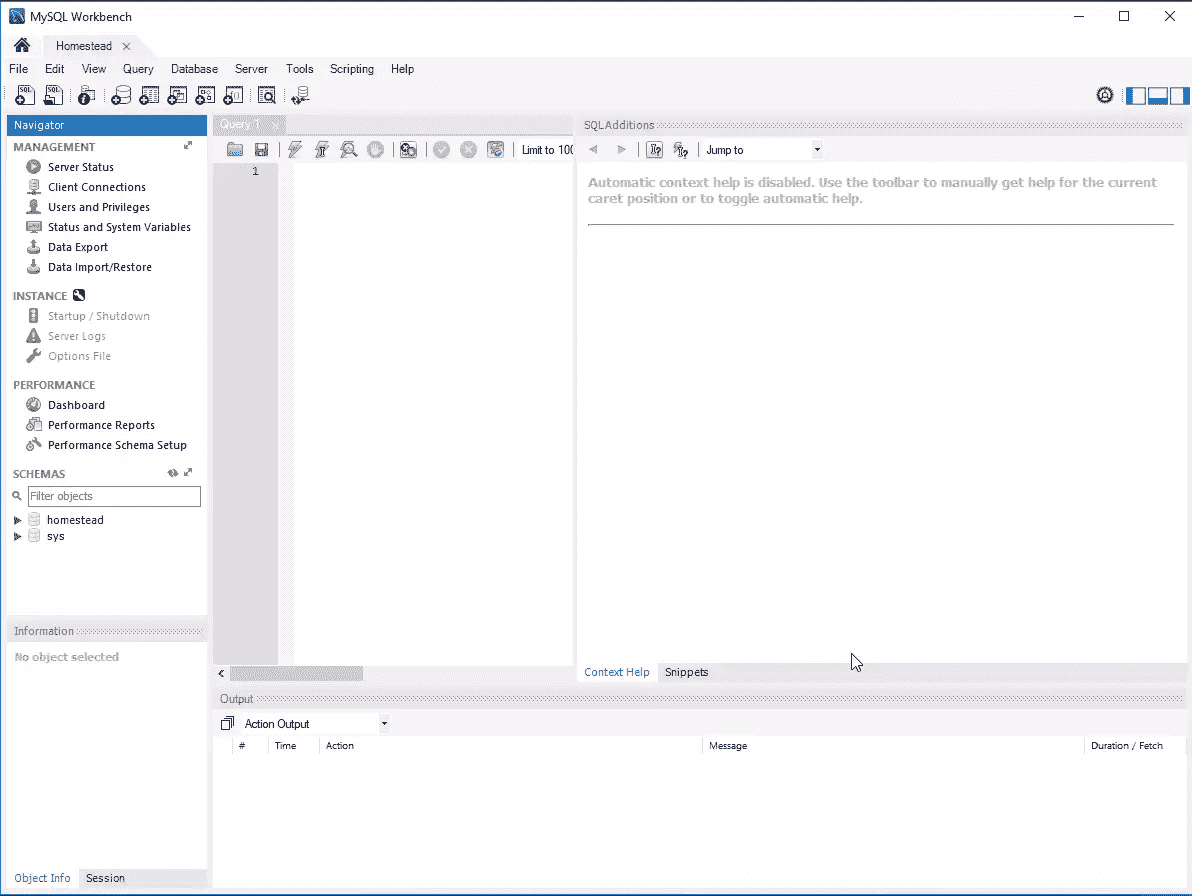 MySQL Workbench
Homestead
File Edit View Query Database Server Tools Scripting Help
Navigator
MANAGEMENT
Server Status
Client Connections
Users and Privileges
Status and System Variables
Data Export
Data Import/Restore
INSTANCE
Startup / Shutdown
Server Logs
Options File
PERFORMANCE
Dashboard
Performance Reports
Performance Schema Setup
SCHEMAS
Filter objects
homestead
sys
Information
No object selected
Object Info Session
Query 1
Limit to 100
1
SQLAdditions
Jump to
Automatic context help is disabled. Use the toolbar to manually get help for the current
caret position or to toggle automatic help.
Context Help Snippets
Output
Action Output
# Time Action Message Duration / Fetch